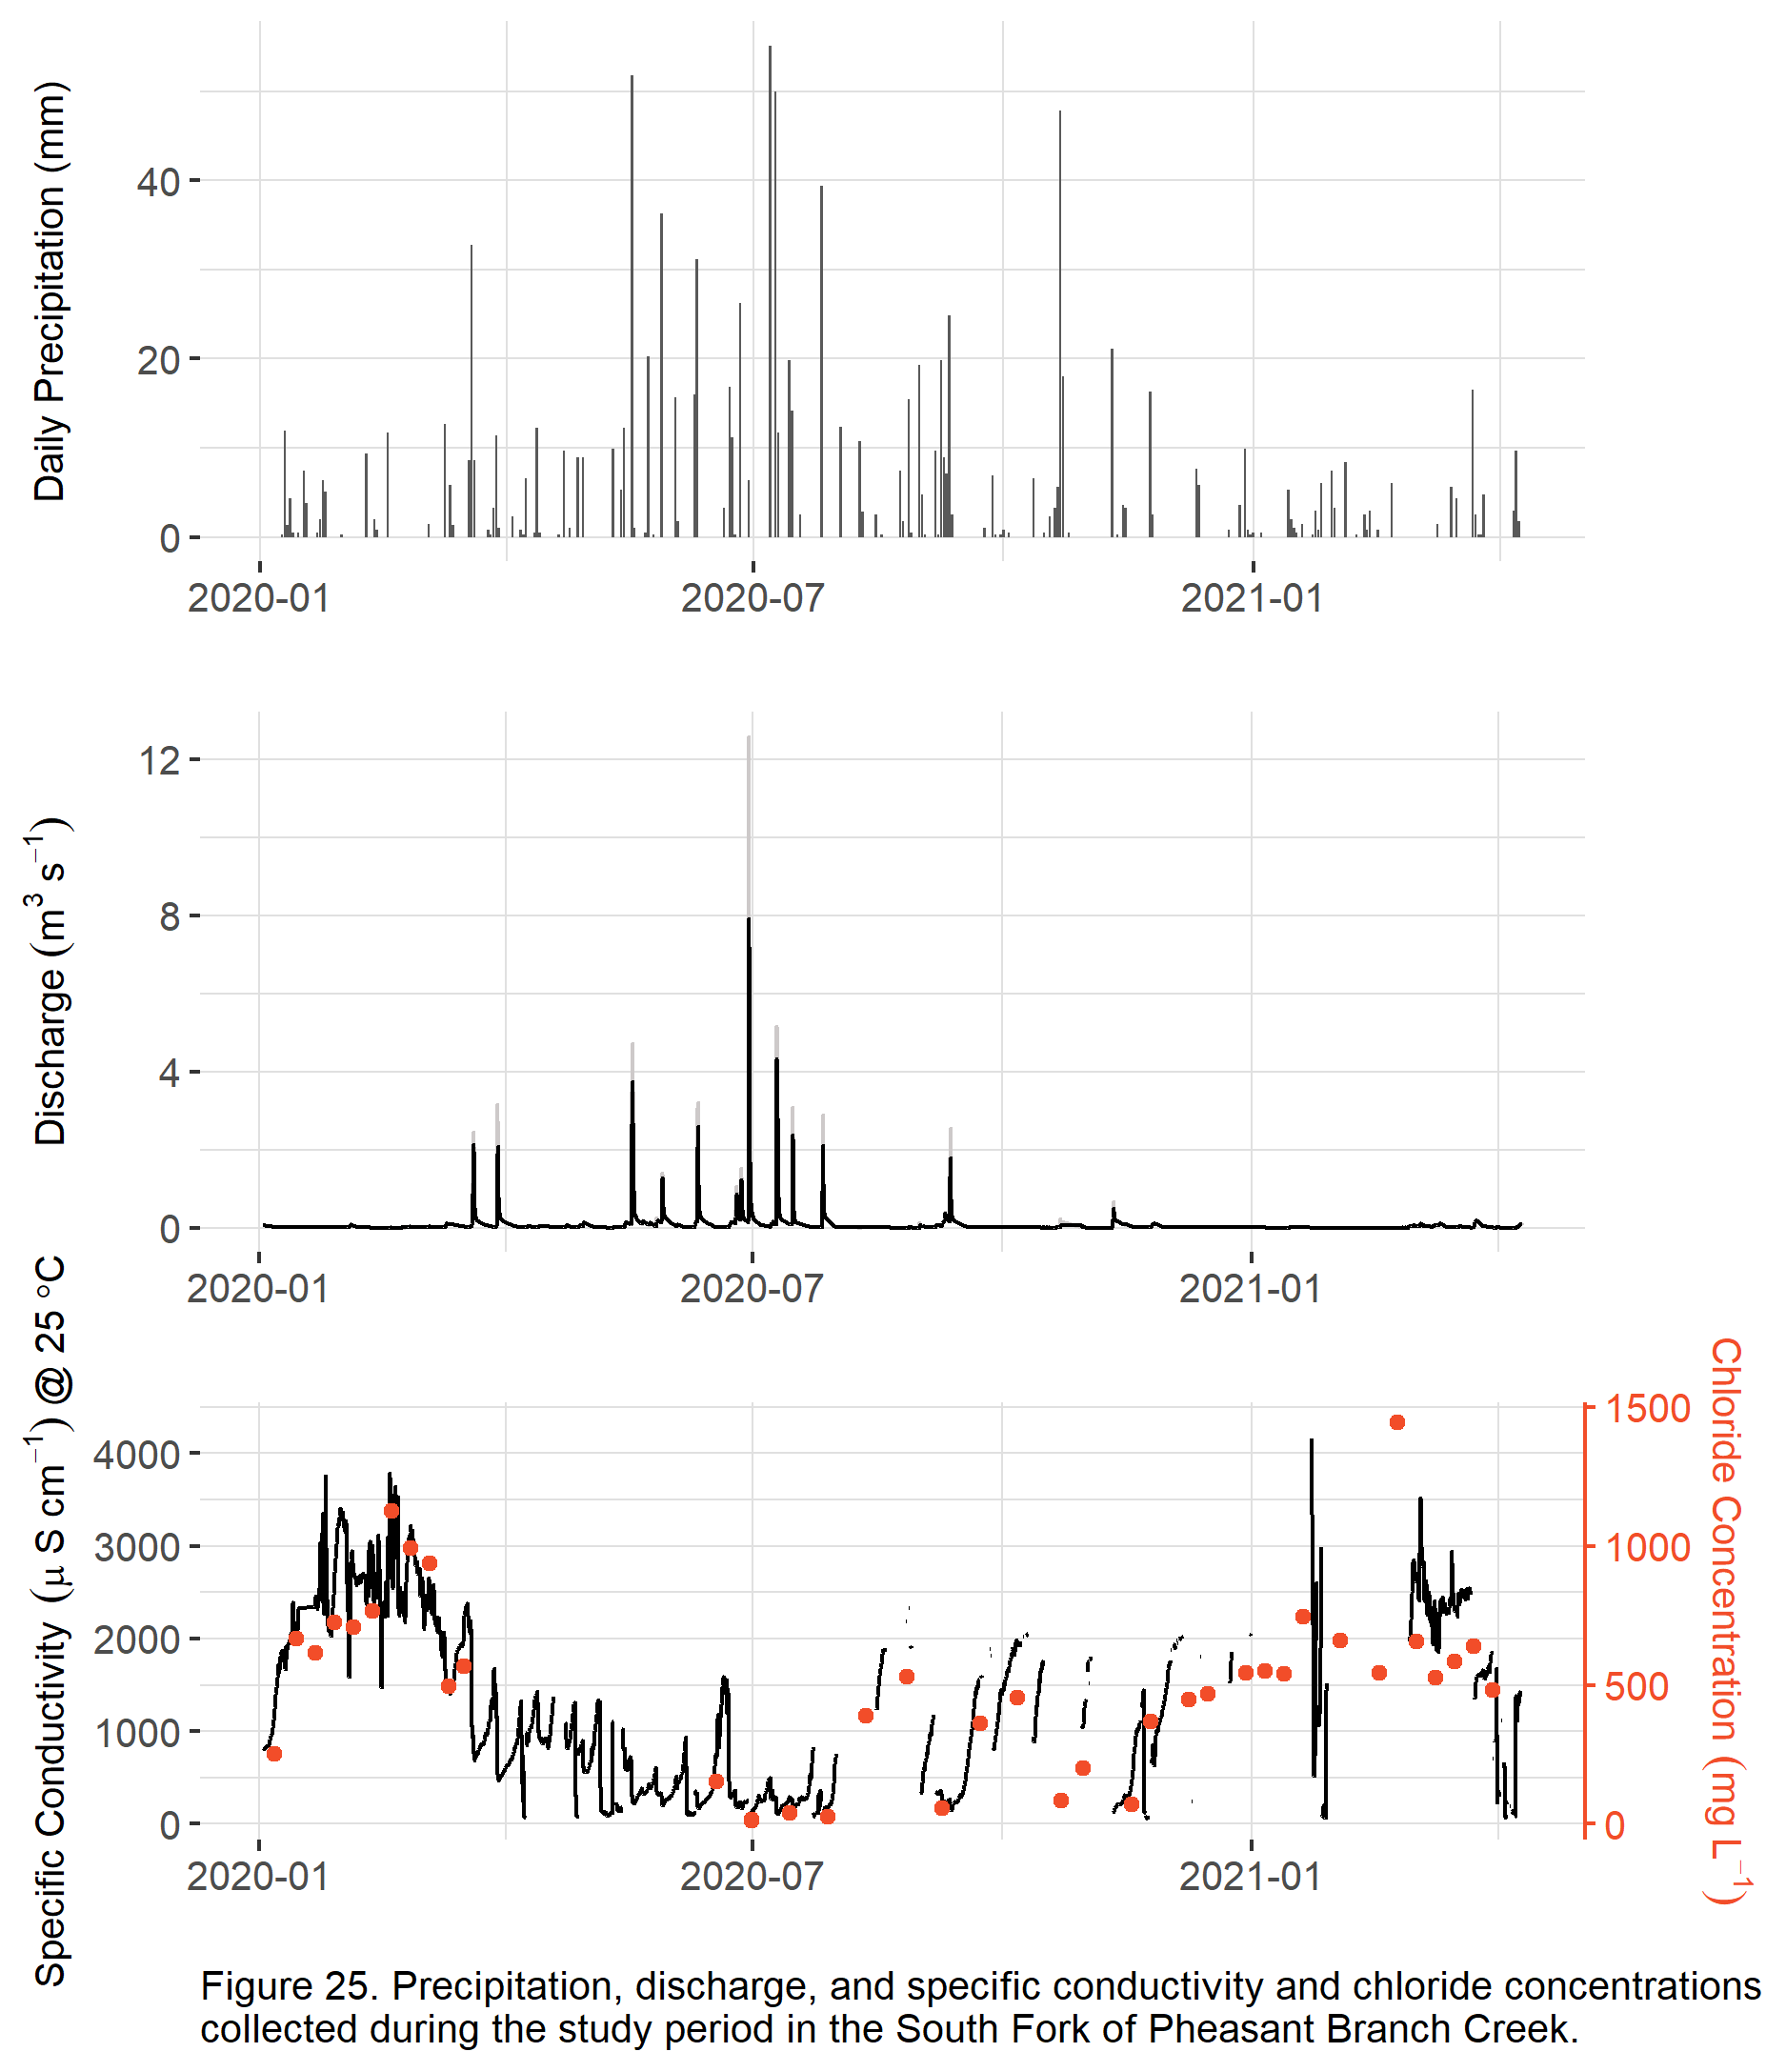 Daily Precipitation (mm)
40
20
0
2020-01 2020-07 2021-01
Discharge (m³ s⁻¹)
12
8
4
0
2020-01 2020-07 2021-01
Specific Conductivity (μ S cm⁻¹) @ 25 °C
4000
3000
2000
1000
0
2020-01 2020-07 2021-01
1500
1000
500
0
Chloride Concentration (mg L⁻¹)
Figure 25. Precipitation, discharge, and specific conductivity and chloride concentrations
collected during the study period in the South Fork of Pheasant Branch Creek.